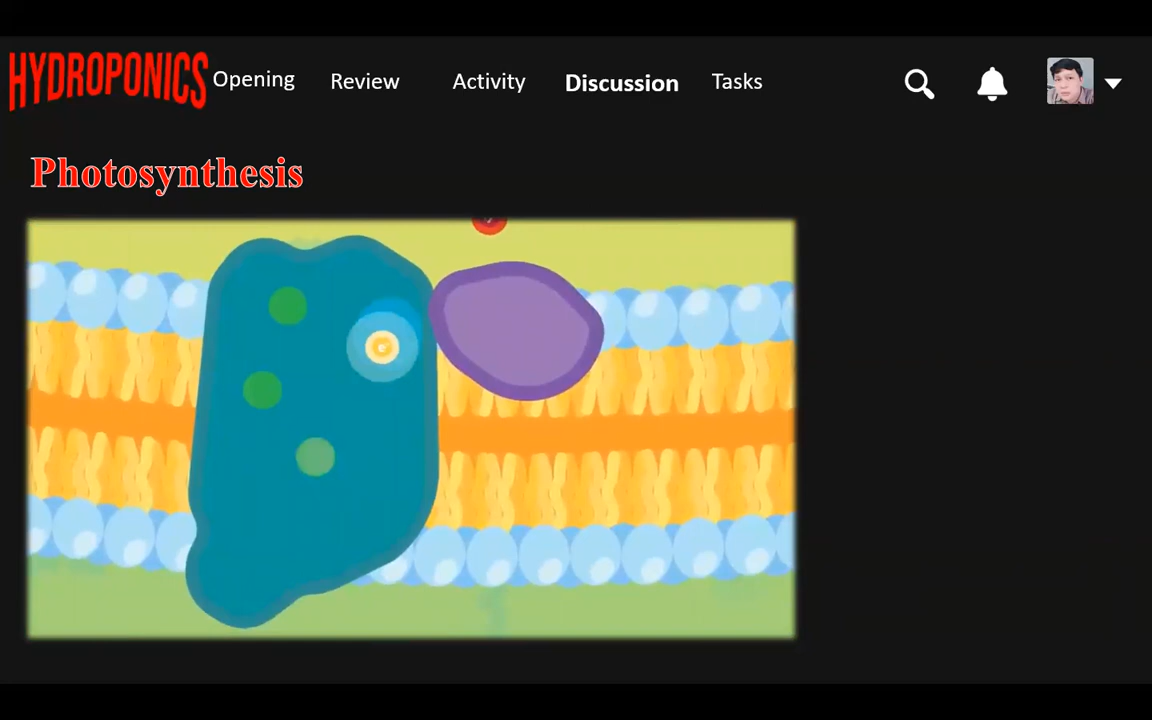 HYDROPONICS Opening Review Activity Discussion Tasks
Photosynthesis
e